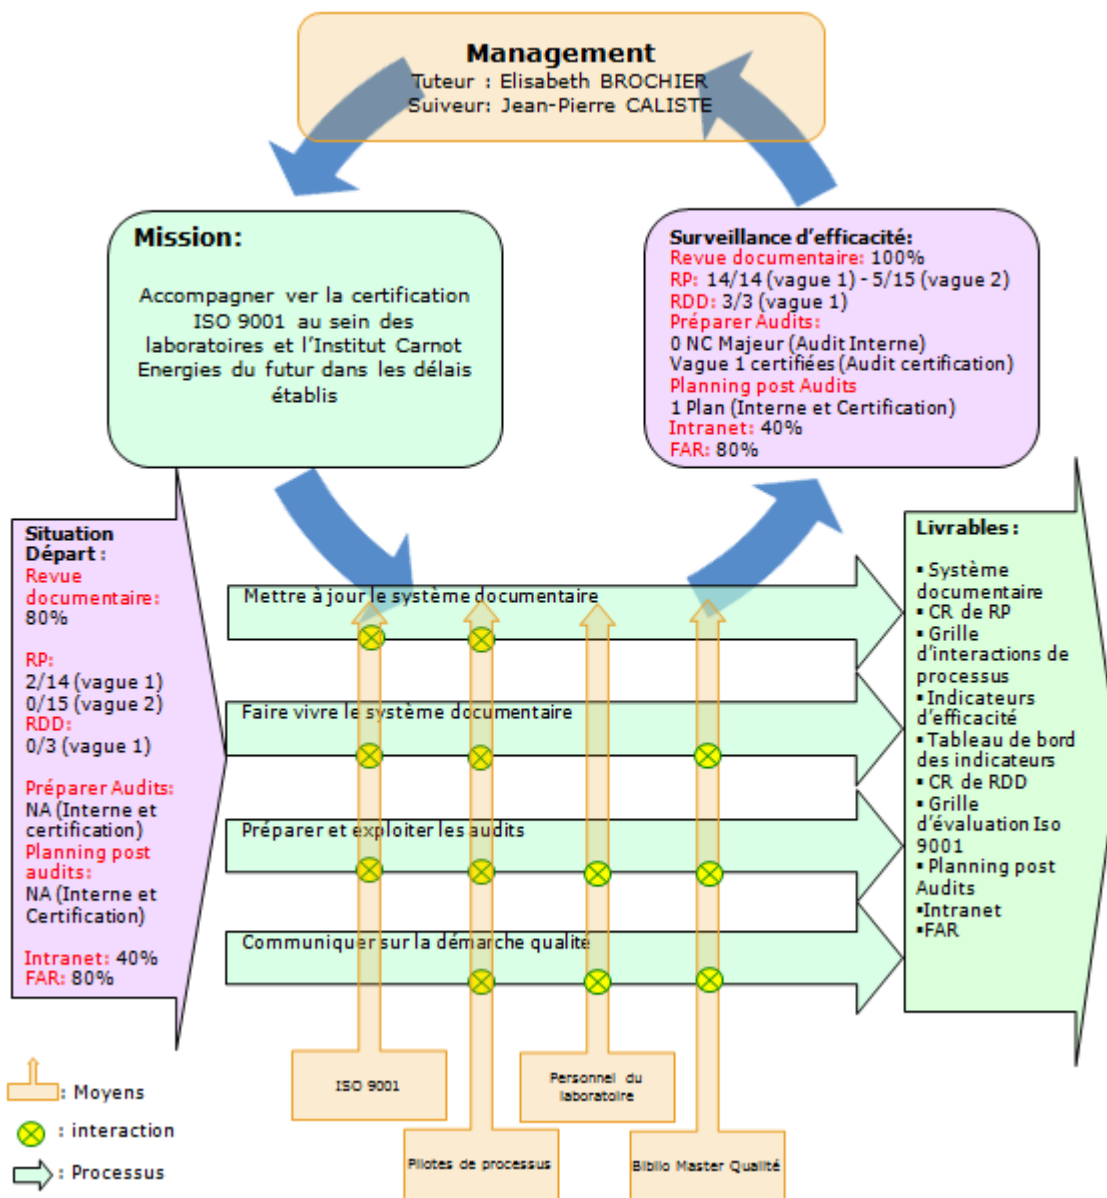 Management
Tuteur : Elisabeth BROCHIER
Suiveur: Jean-Pierre CALISTE
Mission:
Accompagner ver la certification
ISO 9001 au sein des
laboratoires et l'Institut Carnot
Energies du futur dans les délais
établis
Surveillance d'efficacité:
Revue documentaire: 100%
RP: 14/14 (vague 1) - 5/15 (vague 2)
RDD: 3/3 (vague 1)
Préparer Audits:
0 NC Majeur (Audit Interne)
Vague 1 certifiées (Audit certification)
Planning post Audits
1 Plan (Interne et Certification)
Intranet: 40%
FAR: 80%
Situation
Départ :
Revue
documentaire:
80%
RP:
2/14 (vague 1)
0/15 (vague 2)
RDD:
0/3 (vague 1)
Préparer Audits:
NA (Interne et
certification)
Planning post
audits:
NA (Interne et
Certification)
Intranet: 40%
FAR: 80%
Mettre à jour le système documentaire
Faire vivre le système documentaire
Préparer et exploiter les audits
Communiquer sur la démarche qualité
Livrables :
▪ Système
documentaire
▪ CR de RP
▪ Grille
d'interactions de
processus
▪ Indicateurs
d'efficacité
▪ Tableau de bord
des indicateurs
▪ CR de RDD
▪ Grille
d'évaluation Iso
9001
▪ Planning post
Audits
▪Intranet
▪FAR
ISO 9001
Personnel du
laboratoire
Pilotes de processus
Biblio Master Qualité
: Moyens
: interaction
: Processus